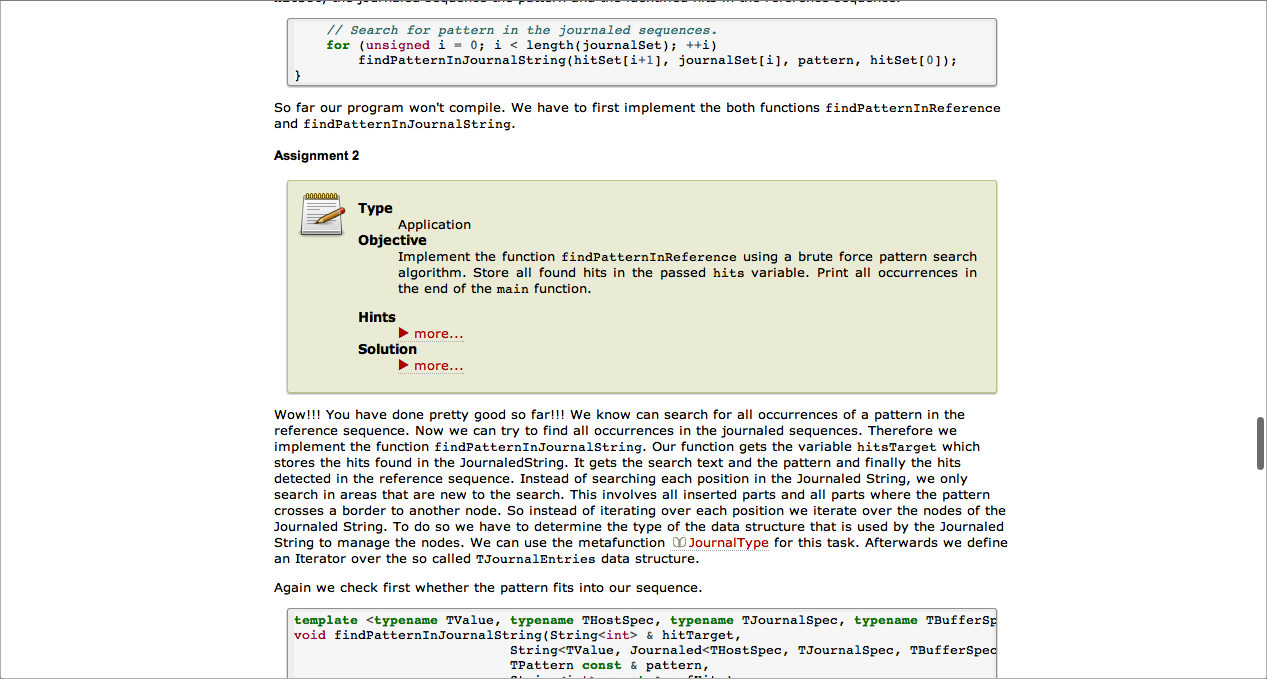 // Search for pattern in the journaled sequences.
for (unsigned i = 0; i < length(journalSet); ++i)
findPatternInJournalString(hitSet[i+1], journalSet[i], pattern, hitSet[0]);
}
So far our program won't compile. We have to first implement the both functions findPatternInReference
and findPatternInJournalString.
Assignment 2
Type
Application
Objective
Implement the function findPatternInReference using a brute force pattern search
algorithm. Store all found hits in the passed hits variable. Print all occurrences in
the end of the main function.
Hints
more...
Solution
more...
Wow!!! You have done pretty good so far!!! We know can search for all occurrences of a pattern in the
reference sequence. Now we can try to find all occurrences in the journaled sequences. Therefore we
implement the function findPatternInJournalString. Our function gets the variable hitsTarget which
stores the hits found in the JournaledString. It gets the search text and the pattern and finally the hits
detected in the reference sequence. Instead of searching each position in the Journaled String, we only
search in areas that are new to the search. This involves all inserted parts and all parts where the pattern
crosses a border to another node. So instead of iterating over each position we iterate over the nodes of the
Journaled String. To do so we have to determine the type of the data structure that is used by the Journaled
String to manage the nodes. We can use the metafunction JournalType for this task. Afterwards we define
an Iterator over the so called TJournalEntries data structure.
Again we check first whether the pattern fits into our sequence.
template <typename TValue, typename THostSpec, typename TJournalSpec, typename TBufferSp
void findPatternInJournalString(String<int> & hitTarget,
String<TValue, Journaled<THostSpec, TJournalSpec, TBufferSpec
TPattern const & pattern,